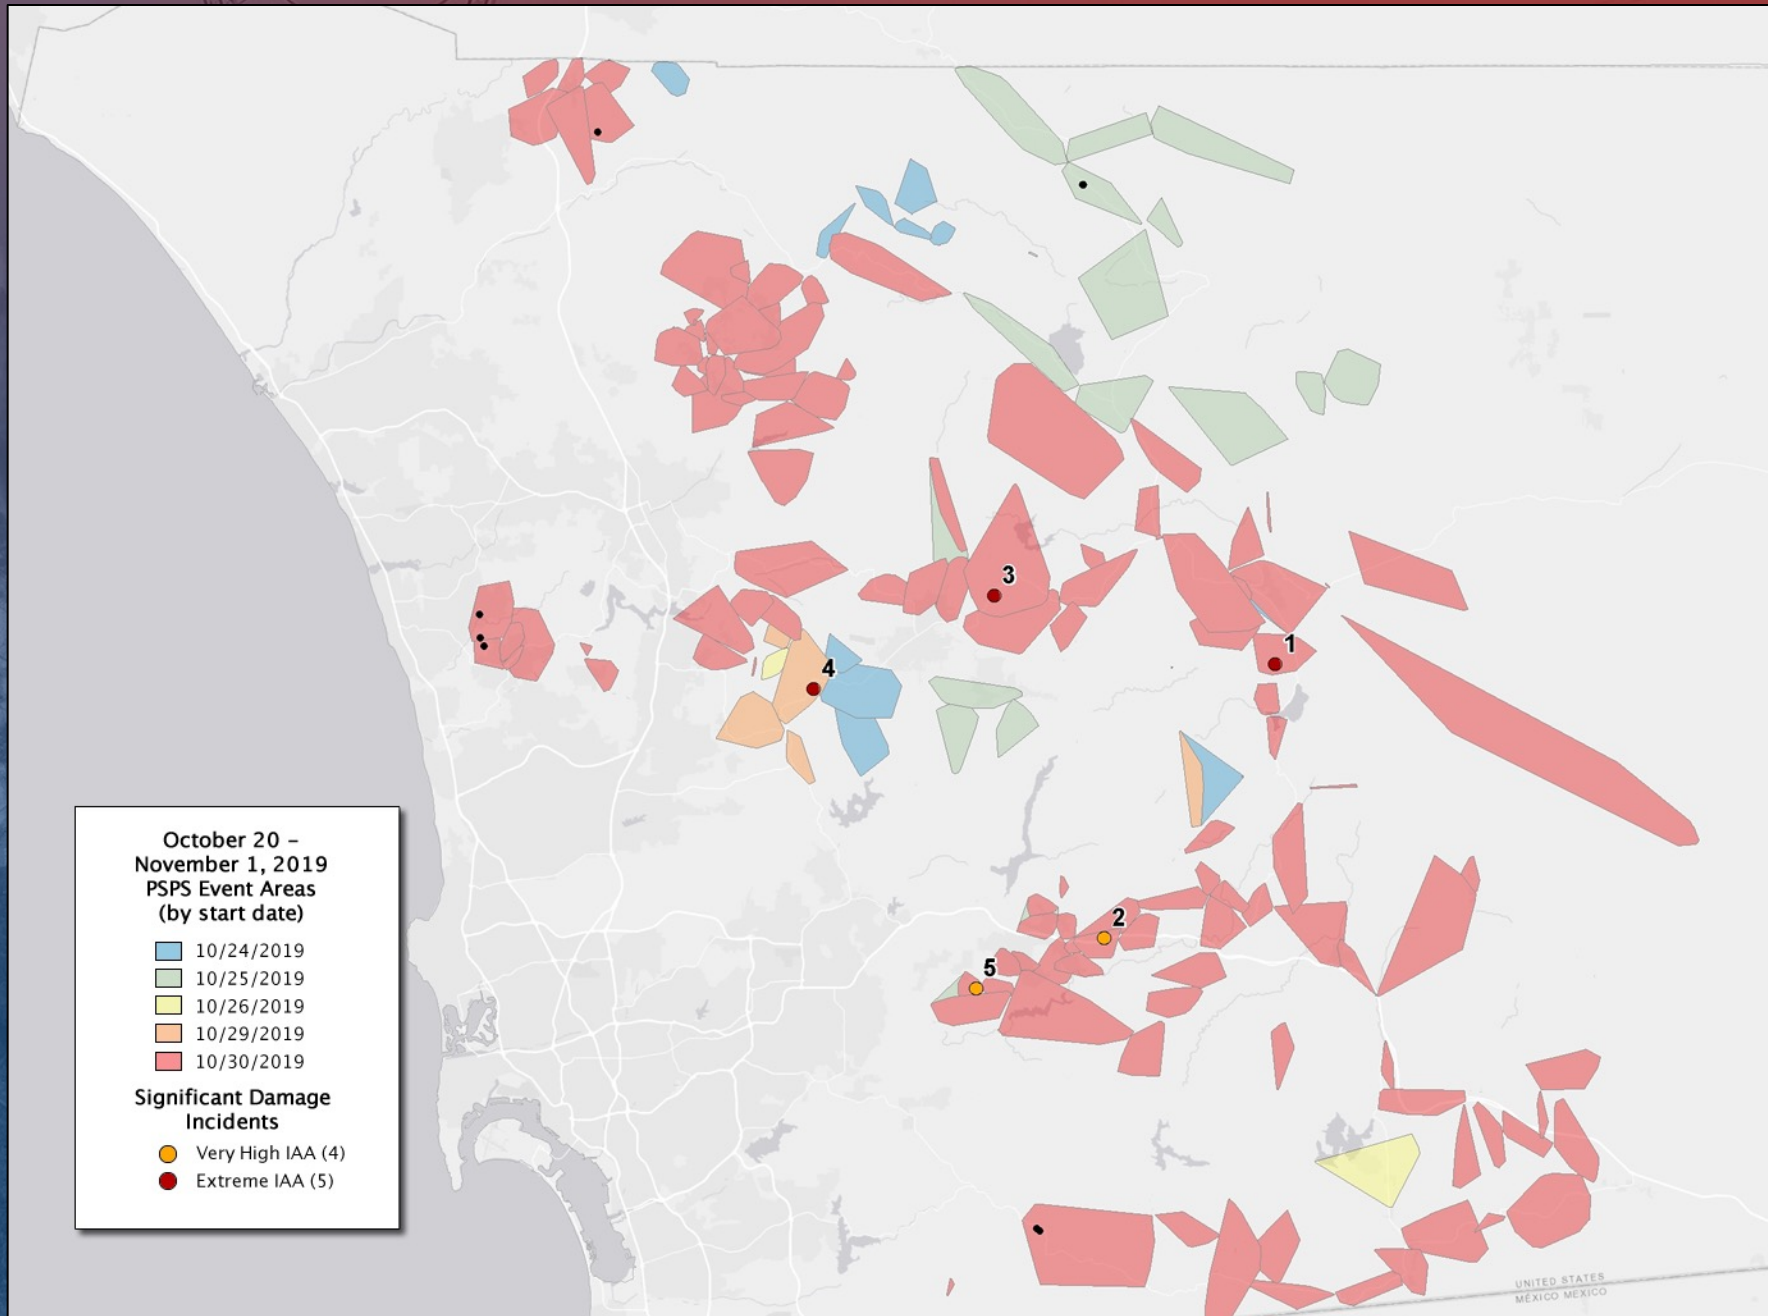 3
1
4
2
5
October 20 –
November 1, 2019
PSPS Event Areas
(by start date)
10/24/2019
10/25/2019
10/26/2019
10/29/2019
10/30/2019
Significant Damage
Incidents
Very High IAA (4)
Extreme IAA (5)
UNITED STATES
MÉXICO MÉXICO